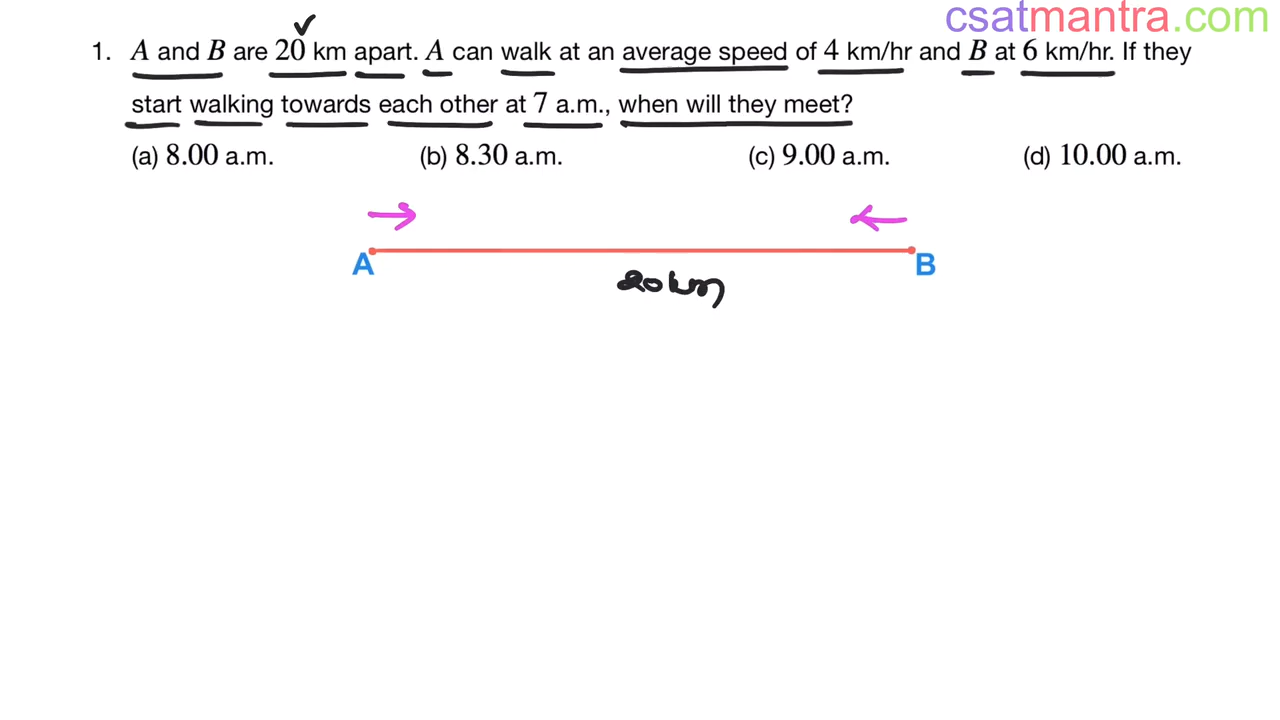 csatmantra.com
1. A and B are 20 km apart. A can walk at an average speed of 4 km/hr and B at 6 km/hr. If they
start walking towards each other at 7 a.m., when will they meet?
(a) 8.00 a.m. (b) 8.30 a.m. (c) 9.00 a.m. (d) 10.00 a.m.
A B
20 km